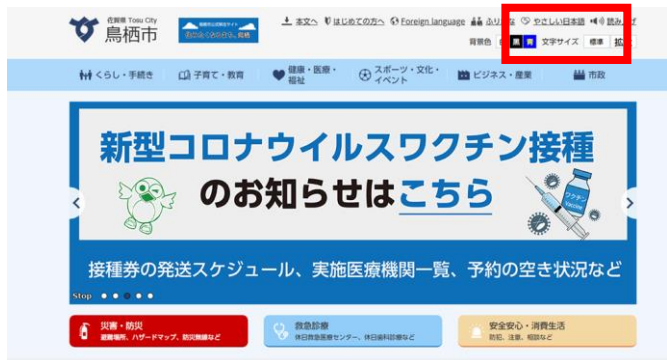 佐賀県 Tosu City
鳥栖市
本文へ はじめての方へ Foreign language ふり な やさしい日本語 読み げ
背景色 黒 青 文字サイズ 標準 拡
くらし・手続き 子育て・教育 健康・医療・福祉 スポーツ・文化・イベント ビジネス・産業 市政
新型コロナウイルスワクチン接種
のお知らせはこちら
ワクチン
Vaccine
接種券の発送スケジュール、実施医療機関一覧、予約の空き状況など
Stop
災害・防災
避難場所、ハザードマップ、防災無線など
救急診療
休日救急医療センター、休日歯科診療など
安全安心・消費生活
防犯、注意、相談など